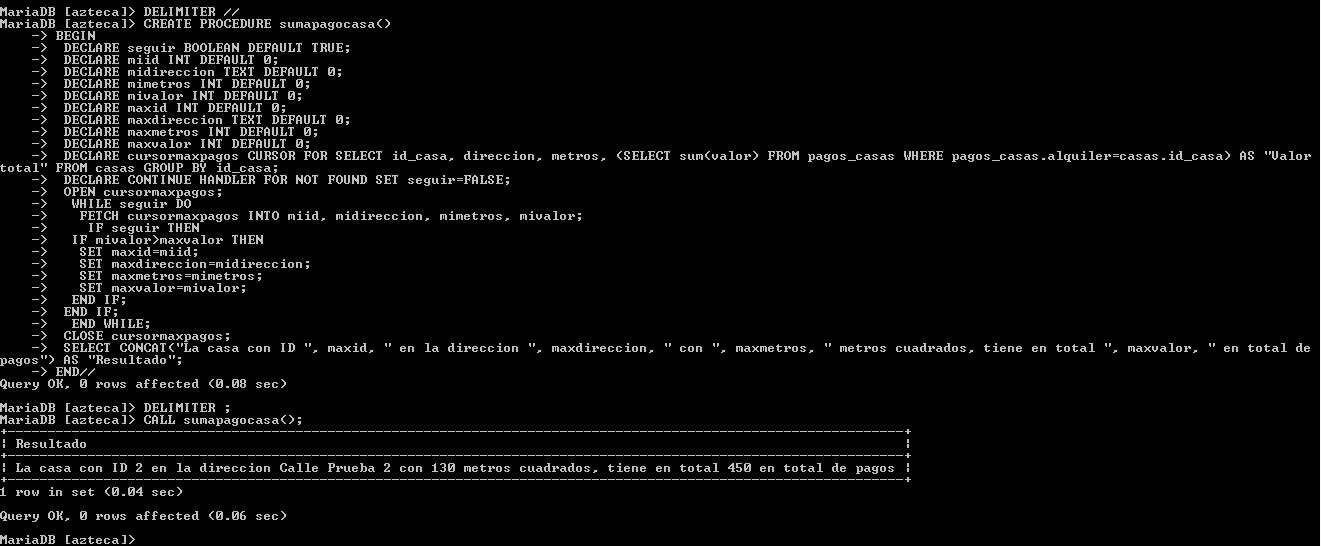 MariaDB [azteca]> DELIMITER //
MariaDB [azteca]> CREATE PROCEDURE sumapagocasa()
    -> BEGIN
    ->  DECLARE seguir BOOLEAN DEFAULT TRUE;
    ->  DECLARE miid INT DEFAULT 0;
    ->  DECLARE midireccion TEXT DEFAULT 0;
    ->  DECLARE mimetros INT DEFAULT 0;
    ->  DECLARE mivalor INT DEFAULT 0;
    ->  DECLARE maxid INT DEFAULT 0;
    ->  DECLARE maxdireccion TEXT DEFAULT 0;
    ->  DECLARE maxmetros INT DEFAULT 0;
    ->  DECLARE maxvalor INT DEFAULT 0;
    ->  DECLARE cursormaxpagos CURSOR FOR SELECT id_casa, direccion, metros, (SELECT sum(valor) FROM pagos_casas WHERE pagos_casas.alquiler=casas.id_casa) AS "Valor
total" FROM casas GROUP BY id_casa;
    ->  DECLARE CONTINUE HANDLER FOR NOT FOUND SET seguir=FALSE;
    ->  OPEN cursormaxpagos;
    ->   WHILE seguir DO
    ->    FETCH cursormaxpagos INTO miid, midireccion, mimetros, mivalor;
    ->     IF seguir THEN
    ->   IF mivalor>maxvalor THEN
    ->    SET maxid=miid;
    ->    SET maxdireccion=midireccion;
    ->    SET maxmetros=mimetros;
    ->    SET maxvalor=mivalor;
    ->   END IF;
    ->  END IF;
    ->   END WHILE;
    ->  CLOSE cursormaxpagos;
    ->  SELECT CONCAT("La casa con ID ", maxid, " en la direccion ", maxdireccion, " con ", maxmetros, " metros cuadrados, tiene en total ", maxvalor, " en total de
pagos") AS "Resultado";
    -> END//
Query OK, 0 rows affected (0.08 sec)
MariaDB [azteca]> DELIMITER ;
MariaDB [azteca]> CALL sumapagocasa();
| Resultado |
| La casa con ID 2 en la direccion Calle Prueba 2 con 130 metros cuadrados, tiene en total 450 en total de pagos |
1 row in set (0.04 sec)
Query OK, 0 rows affected (0.06 sec)
MariaDB [azteca]>